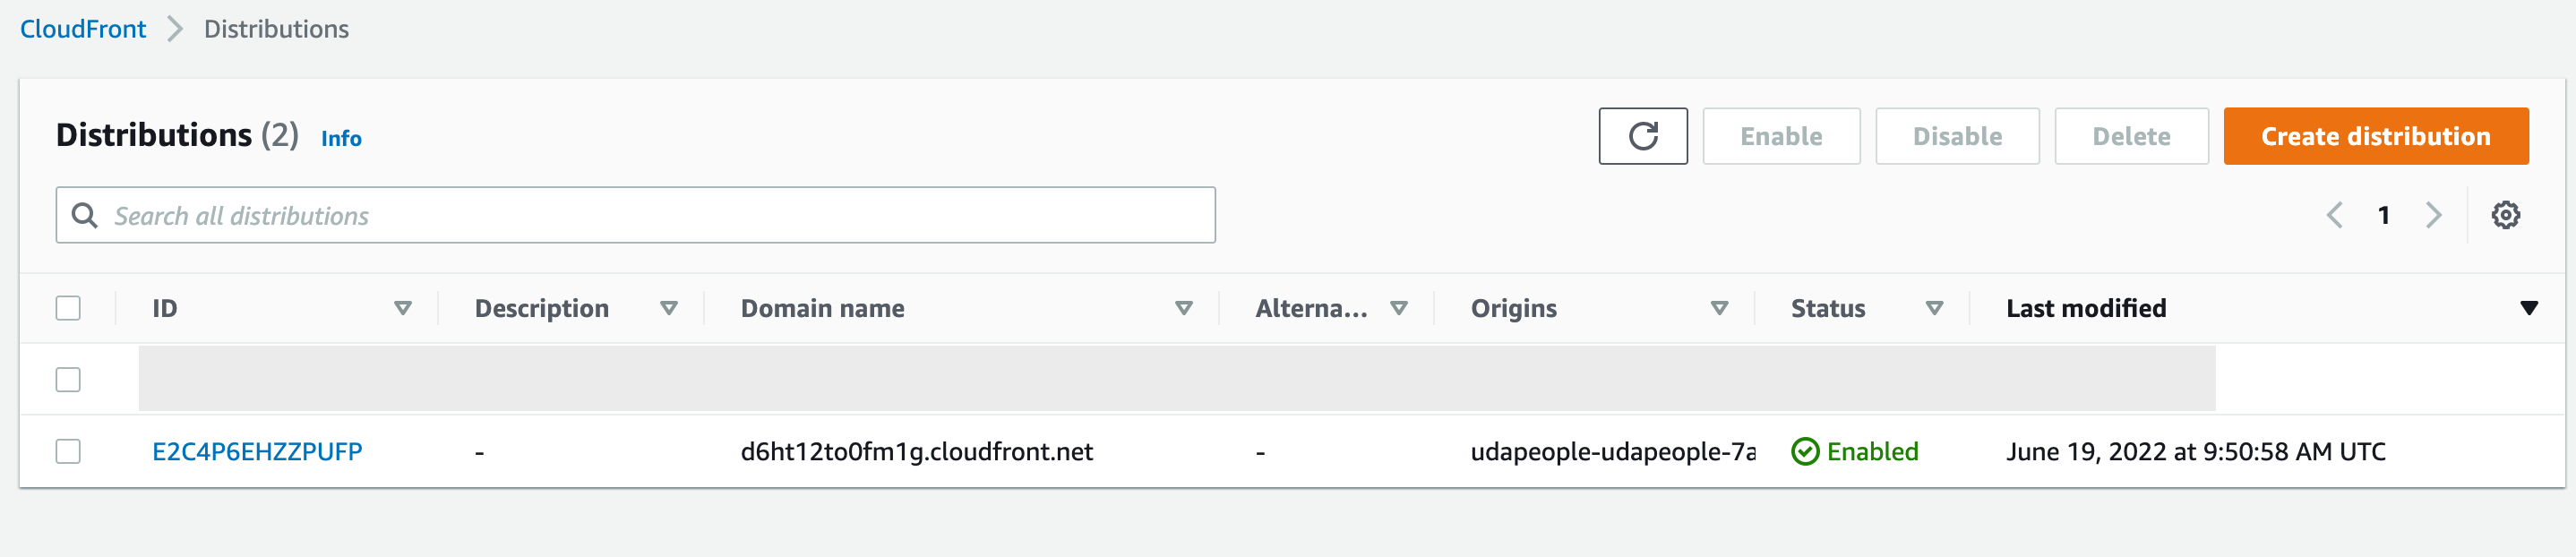 CloudFront Distributions
Distributions (2) Info
Enable Disable Delete Create distribution
Search all distributions
1
ID Description Domain name Alterna... Origins Status Last modified
E2C4P6EHZZPUFP - d6ht12to0fm1g.cloudfront.net - udapeople-udapeople-7a Enabled June 19, 2022 at 9:50:58 AM UTC